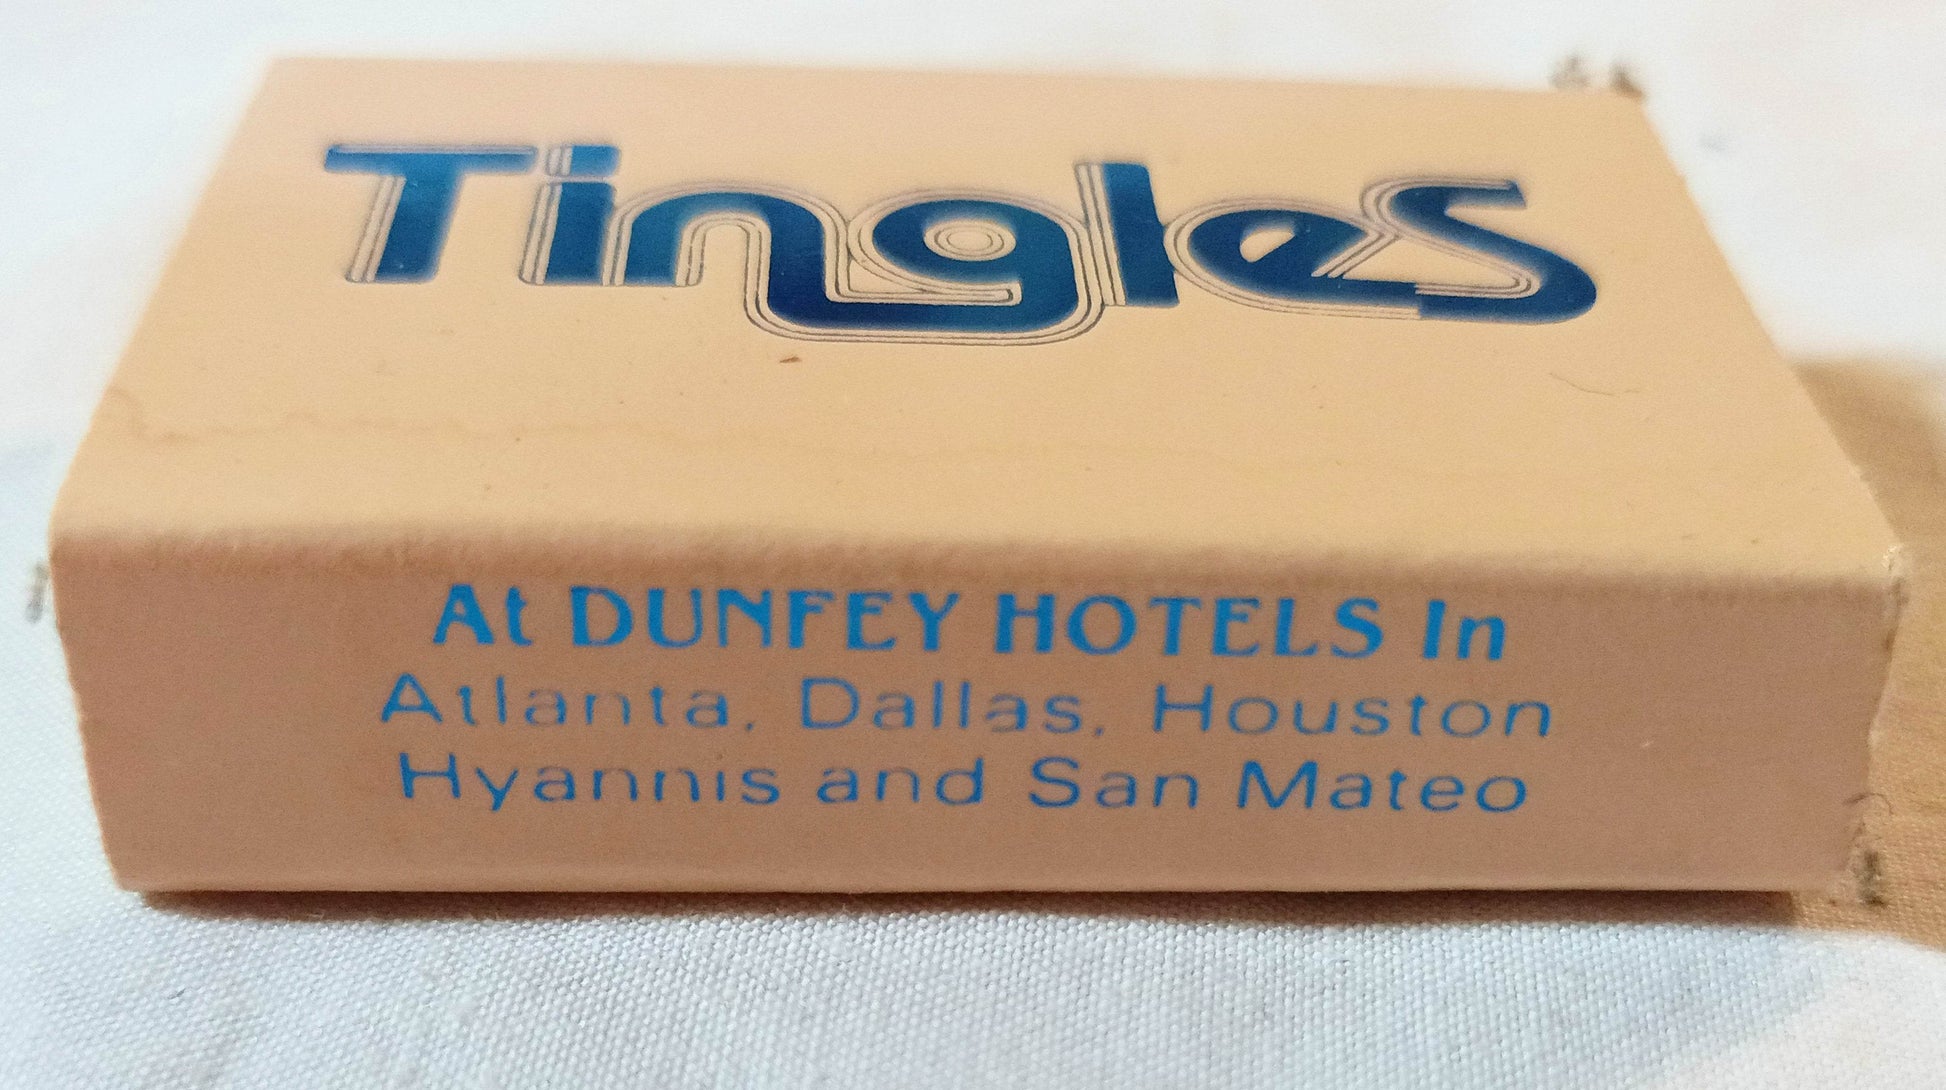 Tingles
At DUNFEY HOTELS In
Atlanta, Dallas, Houston
Hyannis and San Mateo